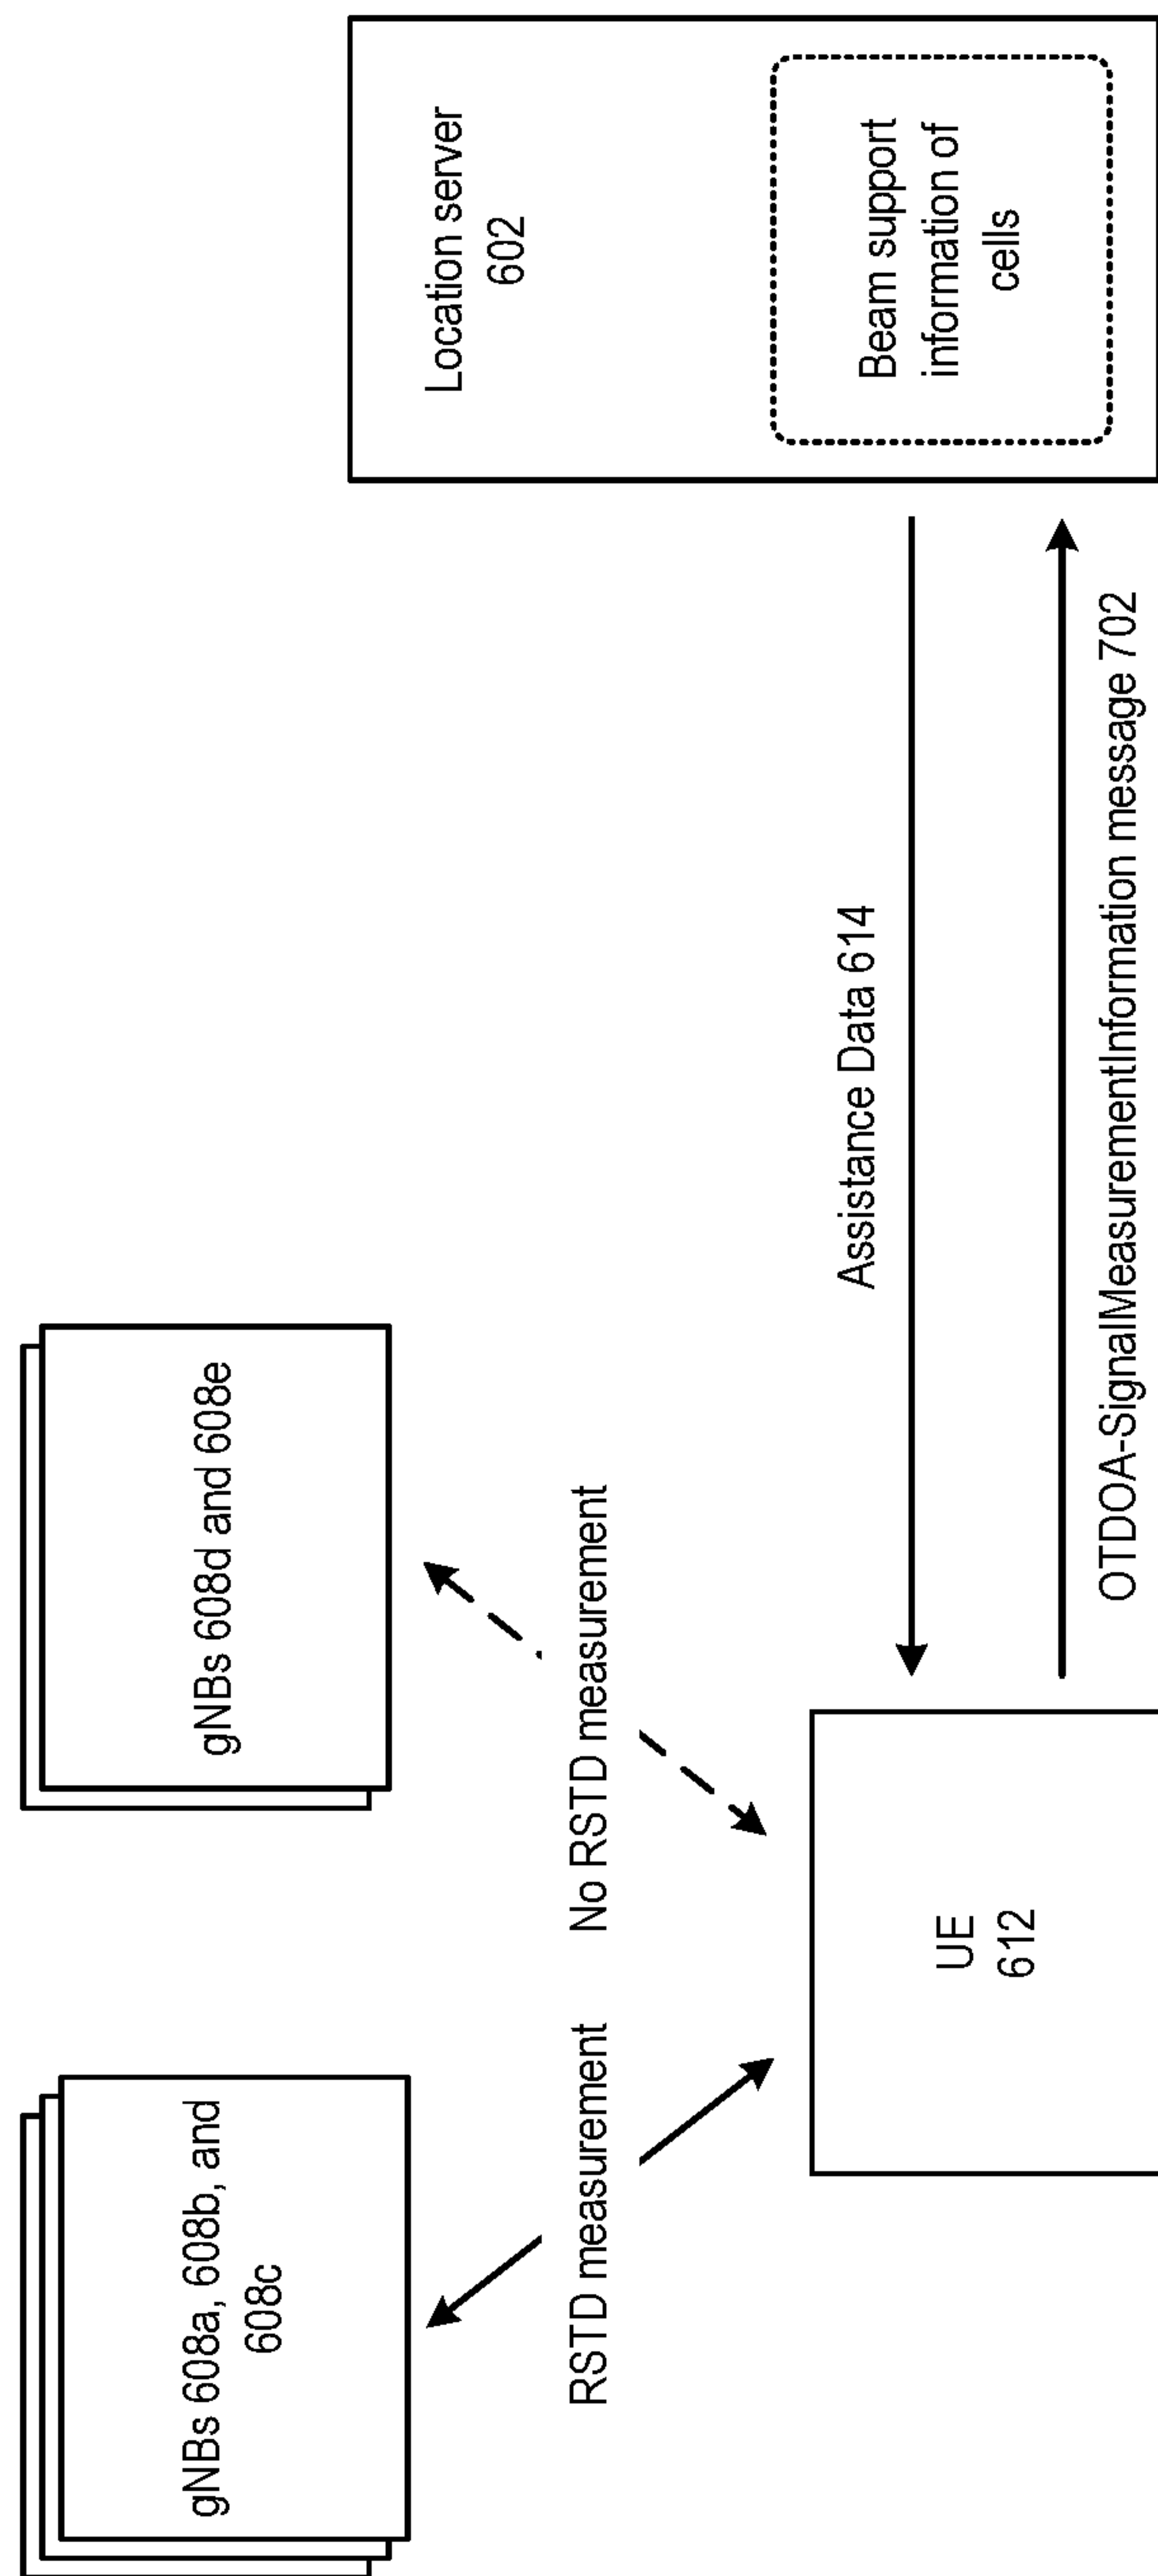 gNBs 608a, 608b, and
608c
gNBs 608d and 608e
RSTD measurement
No RSTD measurement
Location server
602
Beam support
information of
cells
Assistance Data 614
UE
612
OTDOA-SignalMeasurementInformation message 702